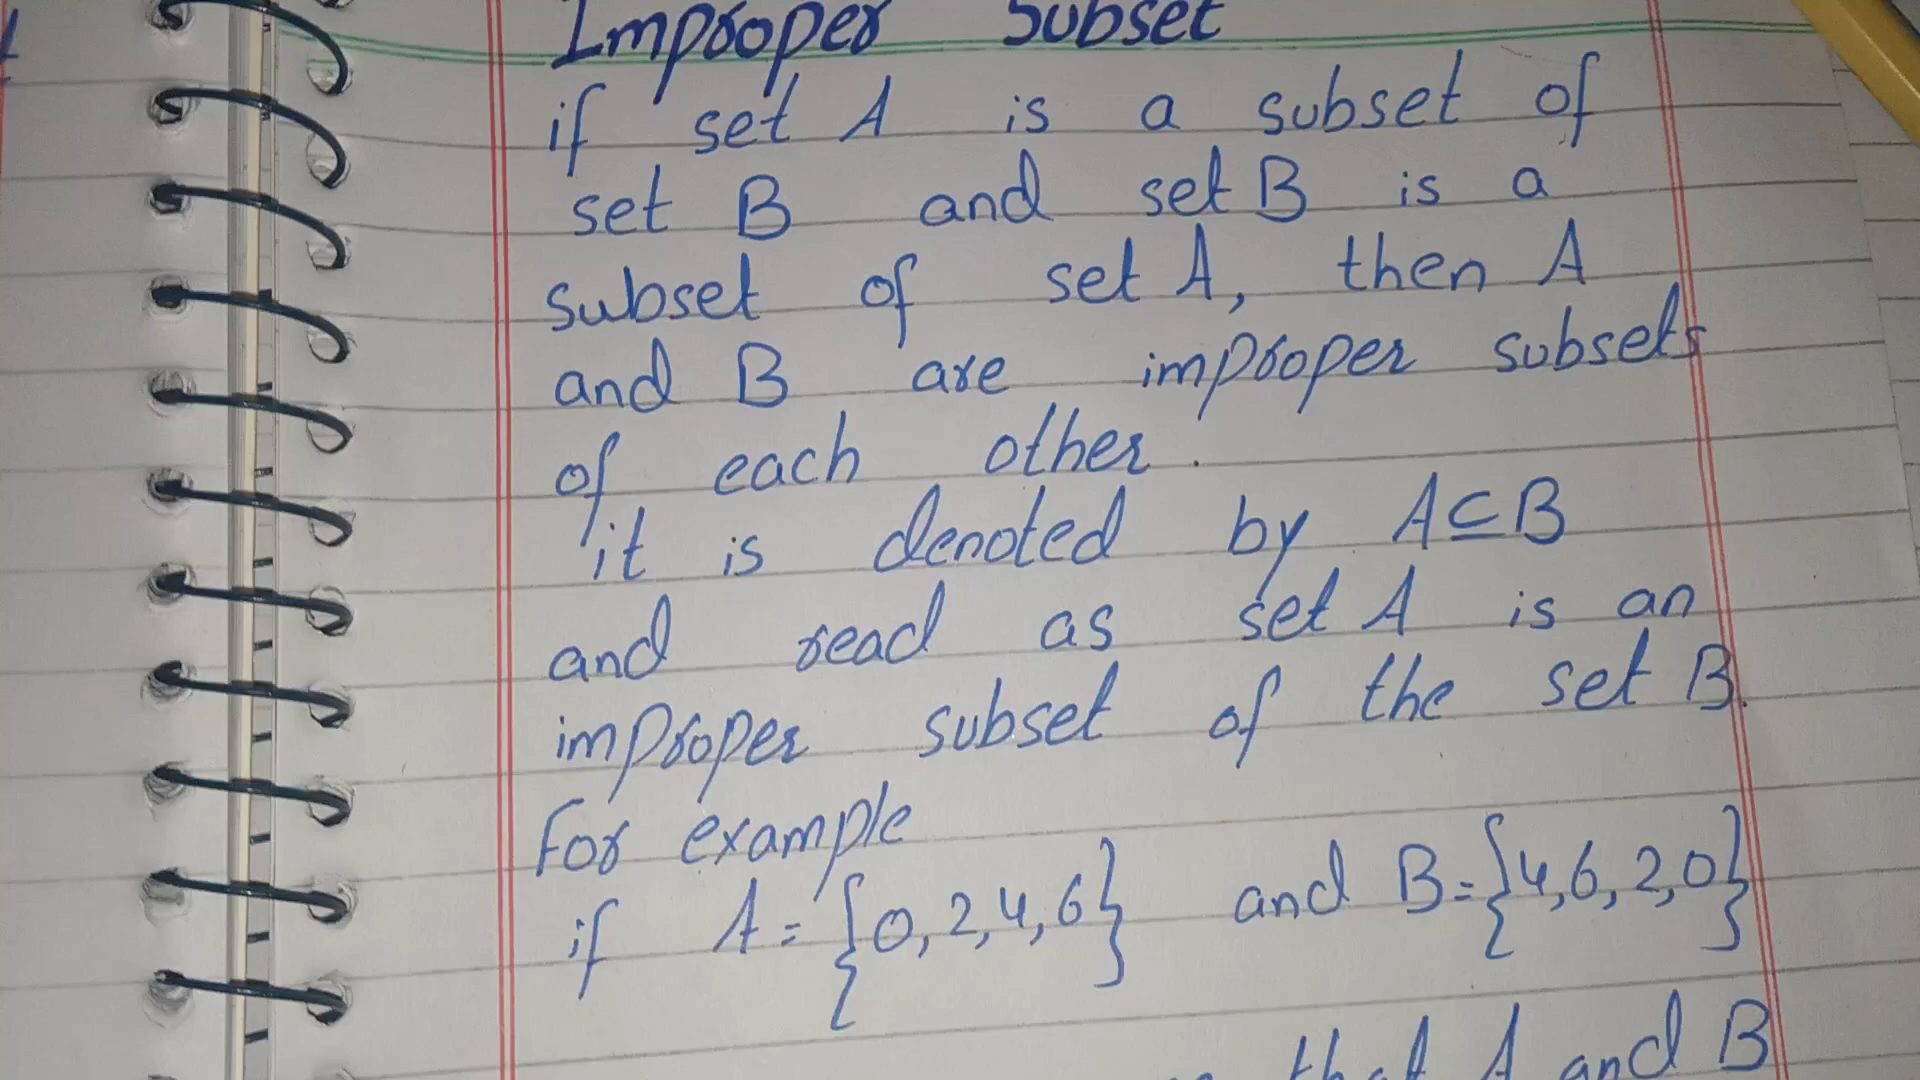 Improper Subset
if set A is a subset of
set B and set B is a
subset of set A, then A
and B are improper subsets
of each other.
it is denoted by A⊆B
and read as set A is an
improper subset of the set B.
For example
if A = {0, 2, 4, 6} and B = {4, 6, 2, 0}
that A and B